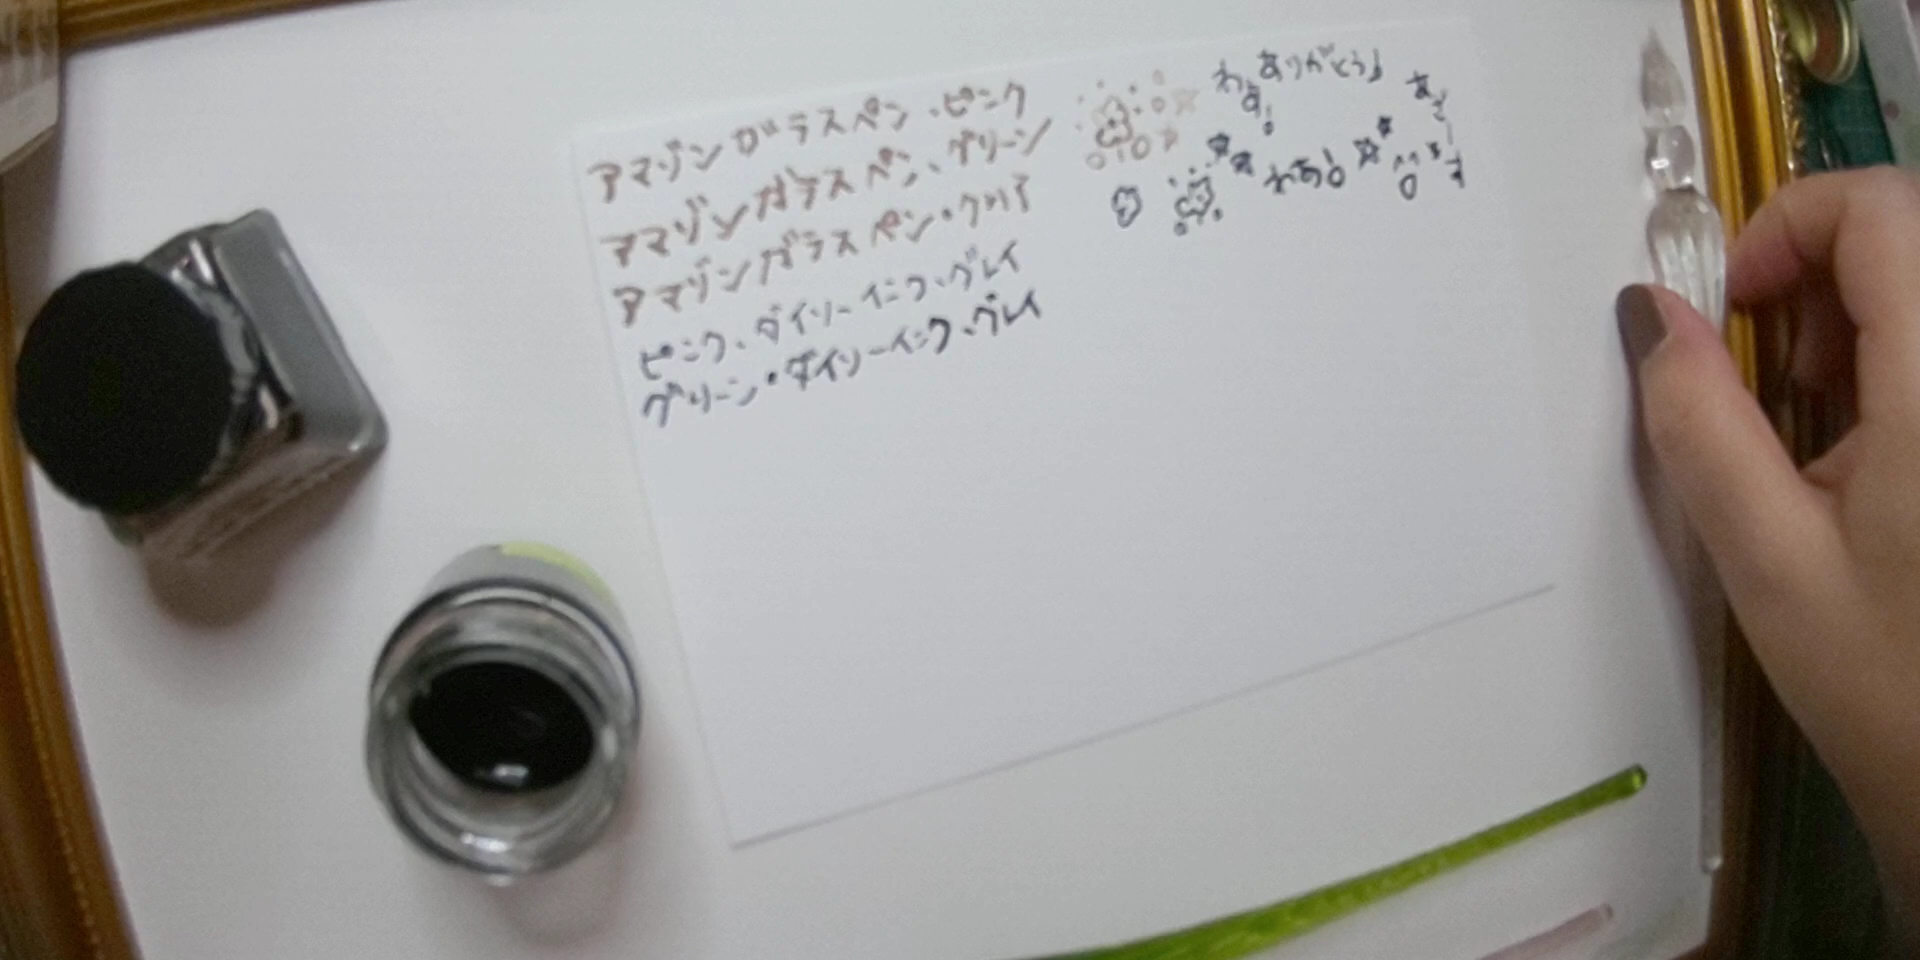 アマゾンガラスペン、ピンク
アマゾンガラスペン、グリーン
アマゾンガラスペン・クリア
ピンク、ダイソーインク、グレイ
グリーン・ダイソーインク、グレイ
わぁ!
ありがとう!
わあ!